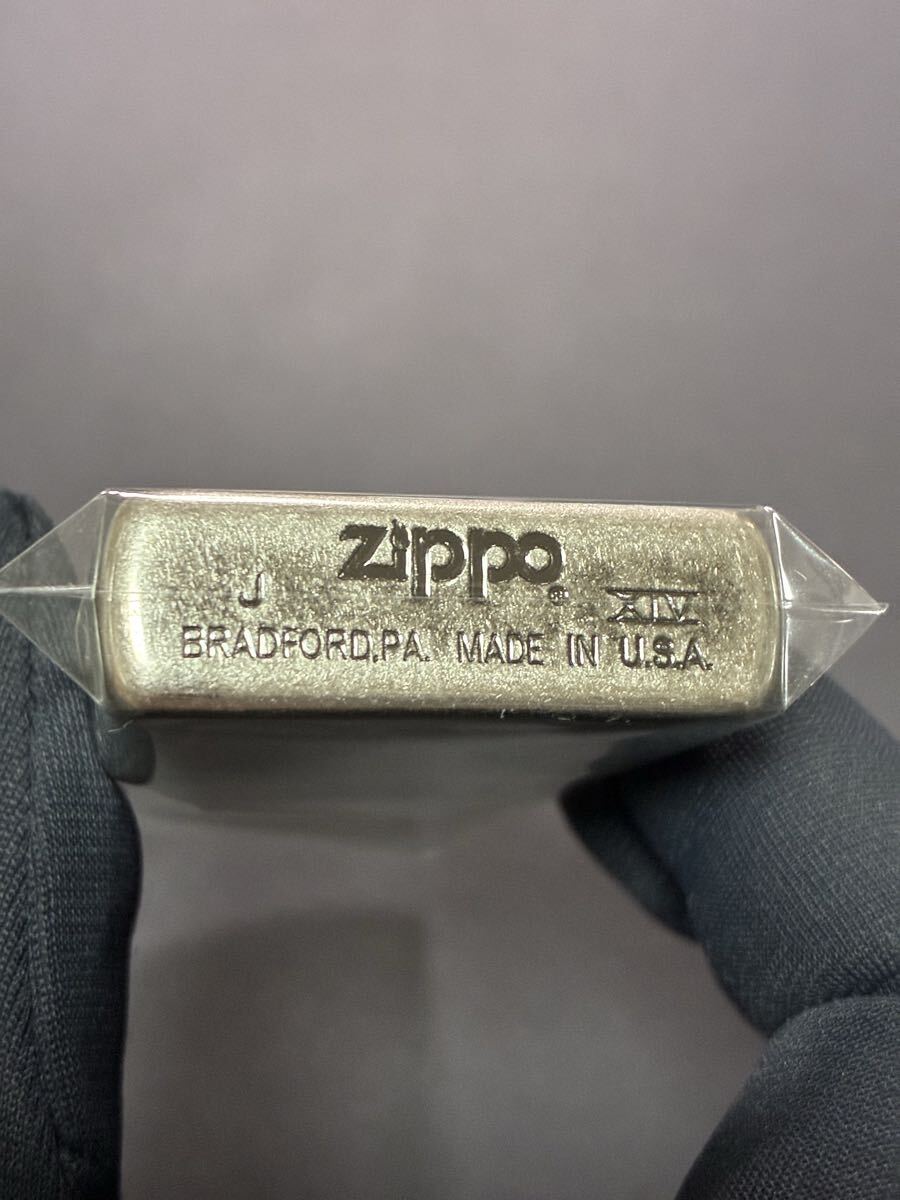 Zippo®
J XIV
BRADFORD,PA. MADE IN U.S.A.